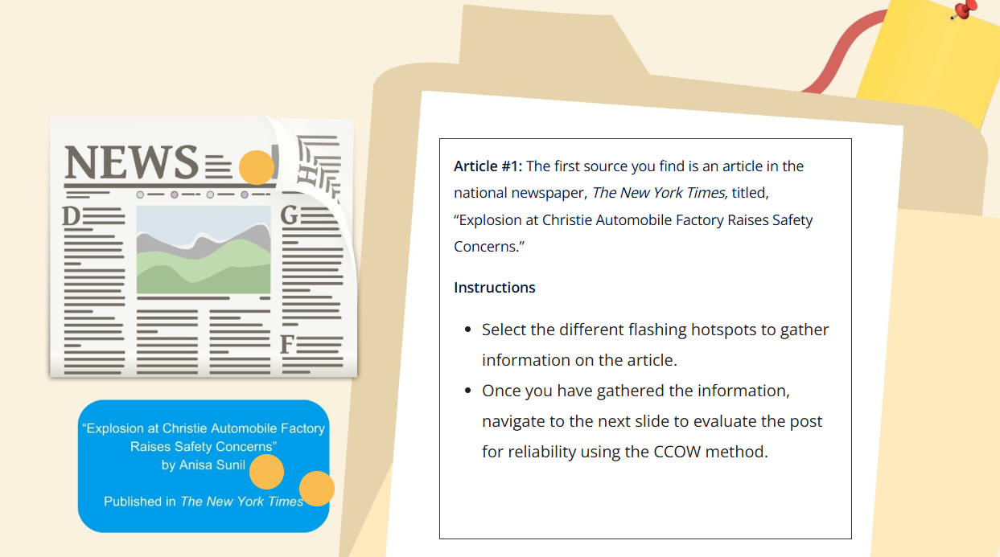 NEWS
D
G
F
H
“Explosion at Christie Automobile Factory
Raises Safety Concerns”
by Anisa Sunil
Published in The New York Times
Article #1: The first source you find is an article in the
national newspaper, The New York Times, titled,
“Explosion at Christie Automobile Factory Raises Safety
Concerns.”
Instructions
• Select the different flashing hotspots to gather
information on the article.
• Once you have gathered the information,
navigate to the next slide to evaluate the post
for reliability using the CCOW method.